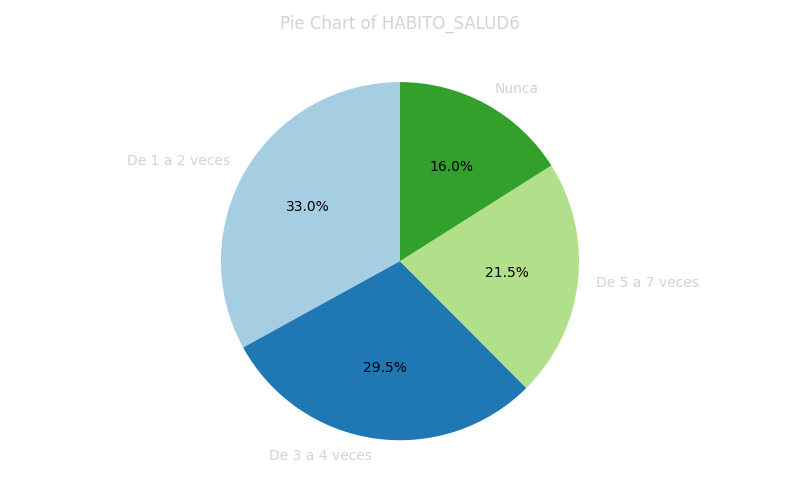 Pie Chart of HABITO_SALUD6
Nunca
De 1 a 2 veces
16.0%
33.0%
21.5%
De 5 a 7 veces
29.5%
De 3 a 4 veces